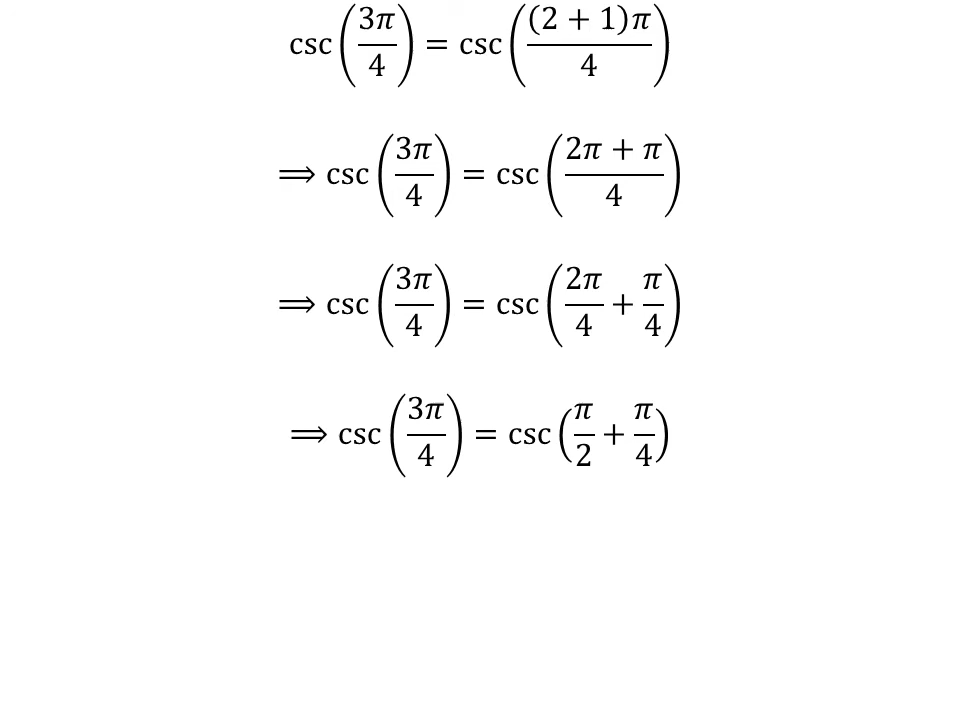 csc(3π/4) = csc((2 + 1)π/4)
⟹ csc(3π/4) = csc((2π + π)/4)
⟹ csc(3π/4) = csc(2π/4 + π/4)
⟹ csc(3π/4) = csc(π/2 + π/4)